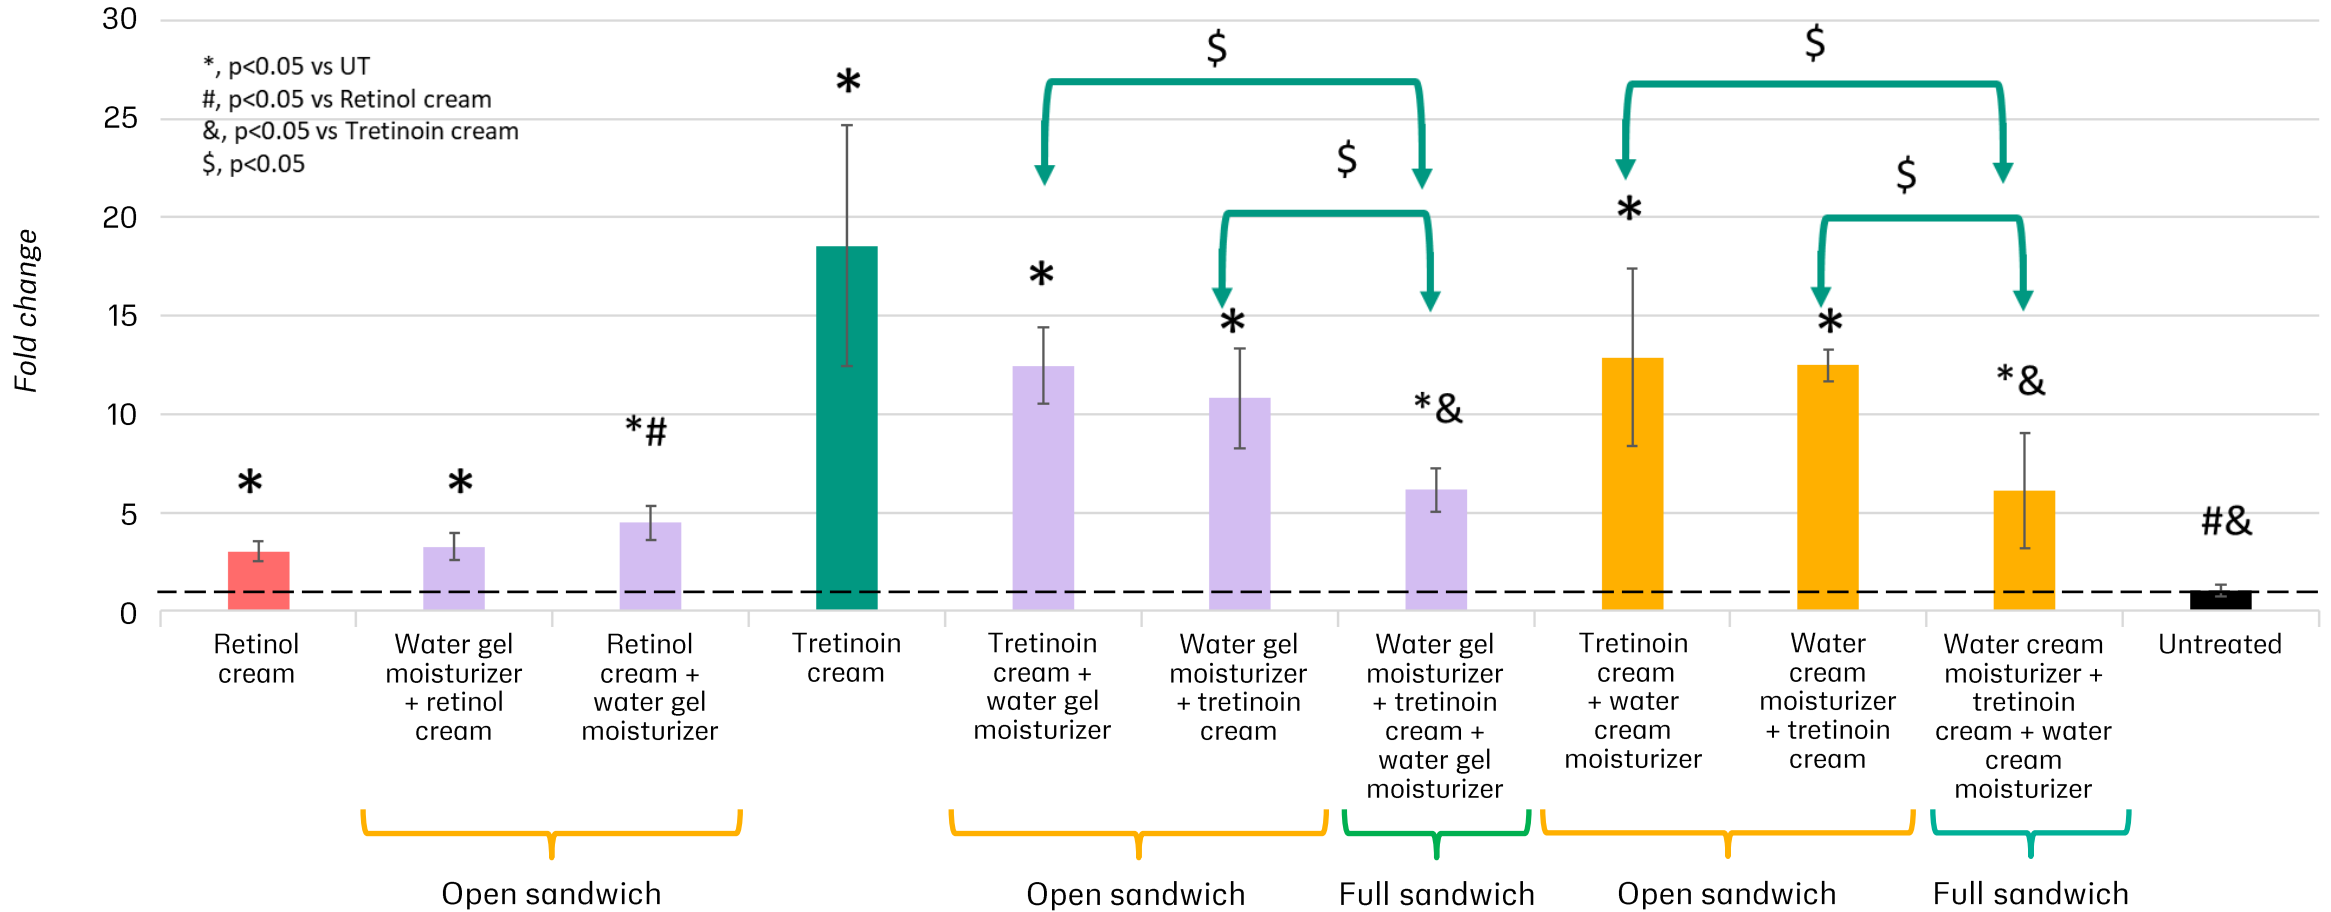 30
25
20
15
10
5
0
Fold change
*, p<0.05 vs UT
#, p<0.05 vs Retinol cream
&, p<0.05 vs Tretinoin cream
$, p<0.05
*
*
*#
*
*
*
*&
*
*
*&
#&
$
$
$
$
Retinol
cream
Water gel
moisturizer
+ retinol
cream
Retinol
cream +
water gel
moisturizer
Tretinoin
cream
Tretinoin
cream +
water gel
moisturizer
Water gel
moisturizer
+ tretinoin
cream
Water gel
moisturizer
+ tretinoin
cream +
water gel
moisturizer
Tretinoin
cream
+ water
cream
moisturizer
Water
cream
moisturizer
+ tretinoin
cream
Water cream
moisturizer +
tretinoin
cream + water
cream
moisturizer
Untreated
Open sandwich
Open sandwich
Full sandwich
Open sandwich
Full sandwich